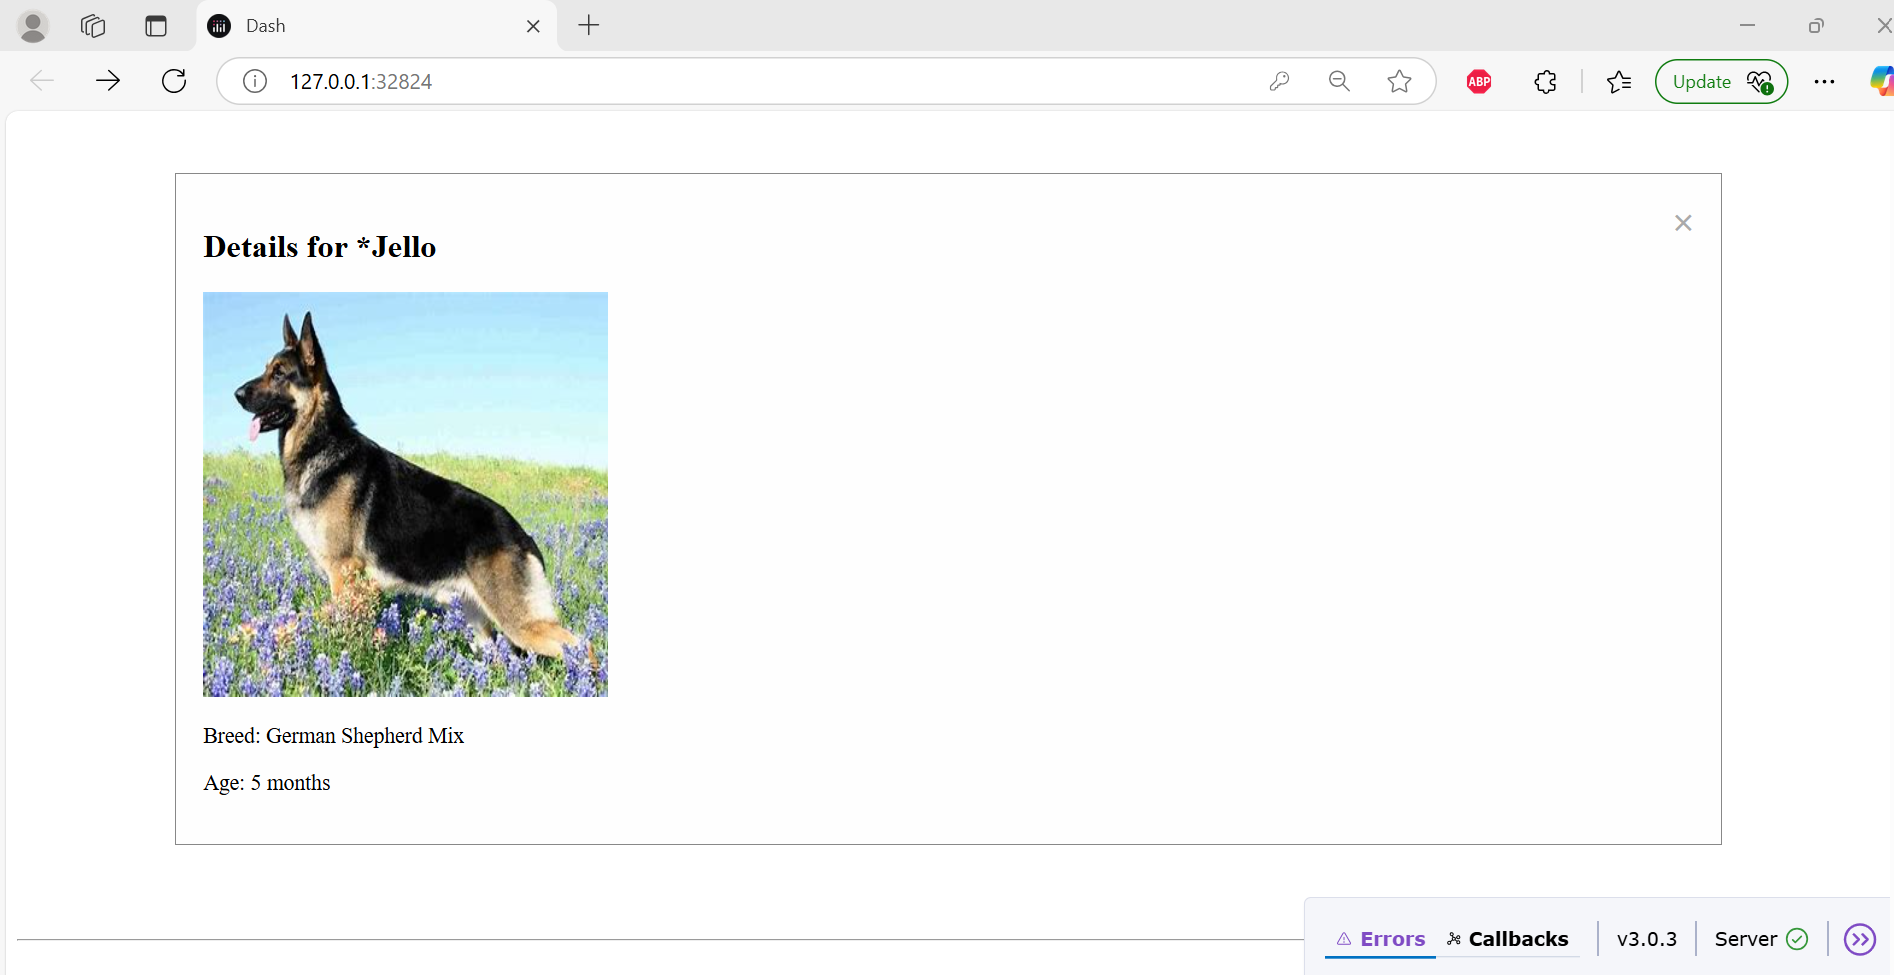 Dash
127.0.0.1:32824
ABP
Update
Details for *Jello
Breed: German Shepherd Mix
Age: 5 months
Errors
Callbacks
v3.0.3
Server